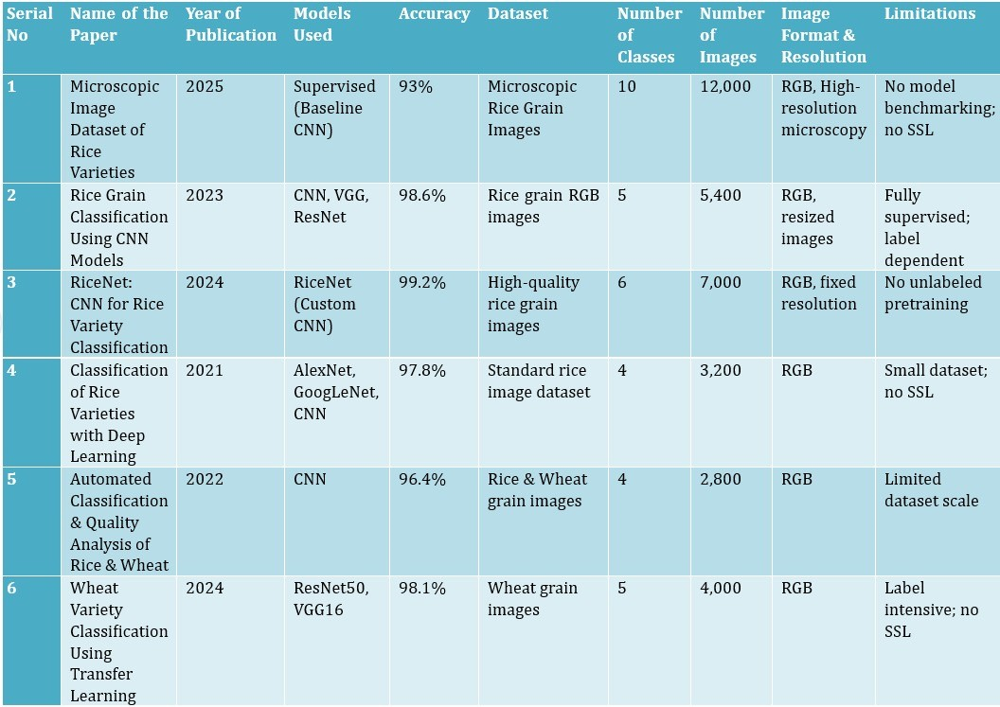 Serial No | Name of the Paper | Year of Publication | Models Used | Accuracy | Dataset | Number of Classes | Number of Images | Image Format & Resolution | Limitations
1 | Microscopic Image Dataset of Rice Varieties | 2025 | Supervised (Baseline CNN) | 93% | Microscopic Rice Grain Images | 10 | 12,000 | RGB, High-resolution microscopy | No model benchmarking; no SSL
2 | Rice Grain Classification Using CNN Models | 2023 | CNN, VGG, ResNet | 98.6% | Rice grain RGB images | 5 | 5,400 | RGB, resized images | Fully supervised; label dependent
3 | RiceNet: CNN for Rice Variety Classification | 2024 | RiceNet (Custom CNN) | 99.2% | High-quality rice grain images | 6 | 7,000 | RGB, fixed resolution | No unlabeled pretraining
4 | Classification of Rice Varieties with Deep Learning | 2021 | AlexNet, GoogLeNet, CNN | 97.8% | Standard rice image dataset | 4 | 3,200 | RGB | Small dataset; no SSL
5 | Automated Classification & Quality Analysis of Rice & Wheat | 2022 | CNN | 96.4% | Rice & Wheat grain images | 4 | 2,800 | RGB | Limited dataset scale
6 | Wheat Variety Classification Using Transfer Learning | 2024 | ResNet50, VGG16 | 98.1% | Wheat grain images | 5 | 4,000 | RGB | Label intensive; no SSL